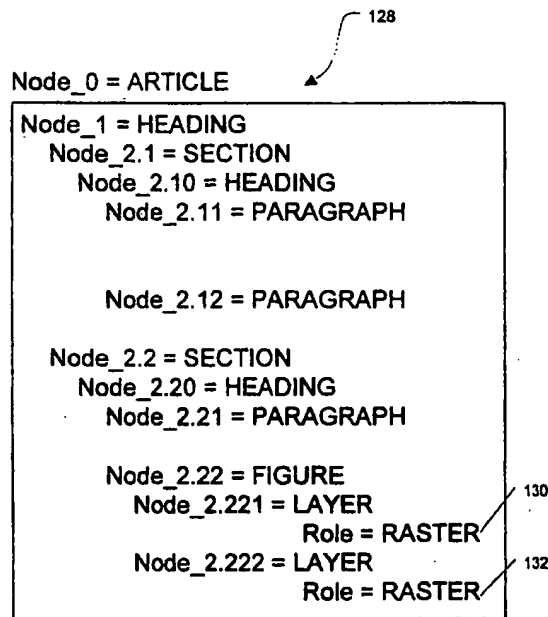 128
Node_0 = ARTICLE
Node_1 = HEADING
Node_2.1 = SECTION
Node_2.10 = HEADING
Node_2.11 = PARAGRAPH
Node_2.12 = PARAGRAPH
Node_2.2 = SECTION
Node_2.20 = HEADING
Node_2.21 = PARAGRAPH
Node_2.22 = FIGURE
Node_2.221 = LAYER
130
Role = RASTER
Node_2.222 = LAYER
132
Role = RASTER